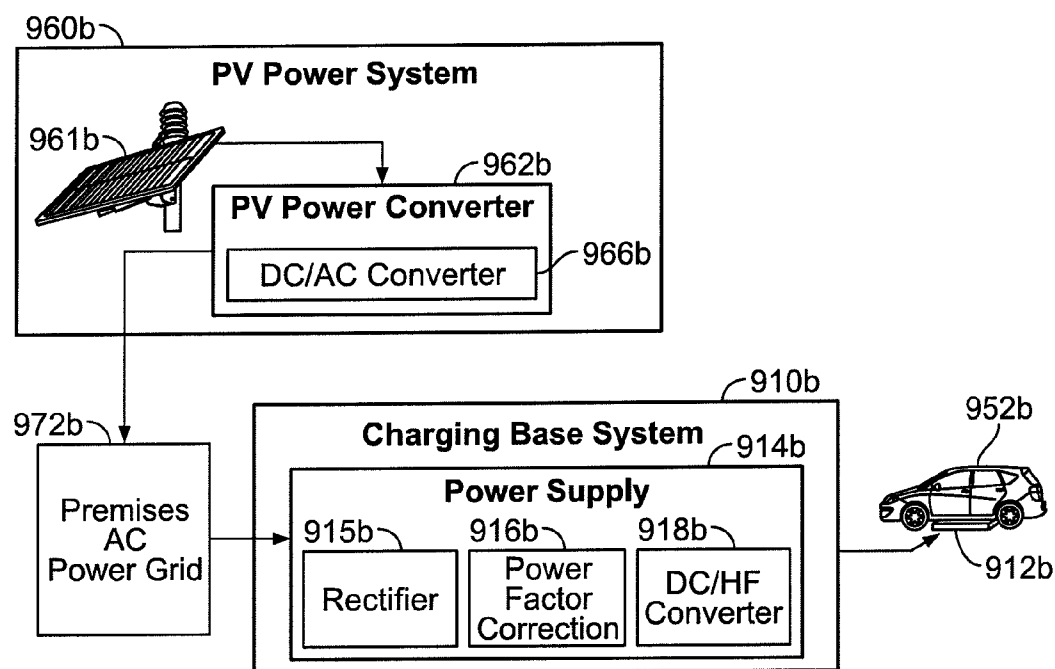 960b
PV Power System
961b
962b
PV Power Converter
DC/AC Converter
966b
972b
Premises
AC
Power Grid
910b
Charging Base System
914b
Power Supply
915b
Rectifier
916b
Power
Factor
Correction
918b
DC/HF
Converter
952b
912b